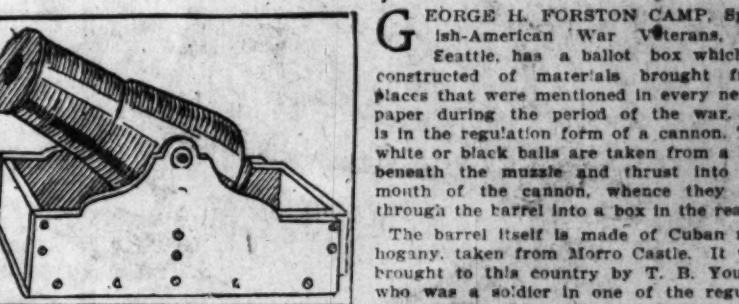 GEORGE H. FORSTON CAMP, Sp
ish-American War Veterans,
Seattle, has a ballot box which
constructed of materials brought f
places that were mentioned in every ne
paper during the period of the war.
is in the regulation form of a cannon.
white or black balls are taken from a
beneath the muzzle and thrust into
mouth of the cannon, whence they
through the barrel into a box in the rea
The barrel itself is made of Cuban m
hogany, taken from Morro Castle. It
brought to this country by T. B. You
who was a soldier in one of the regu